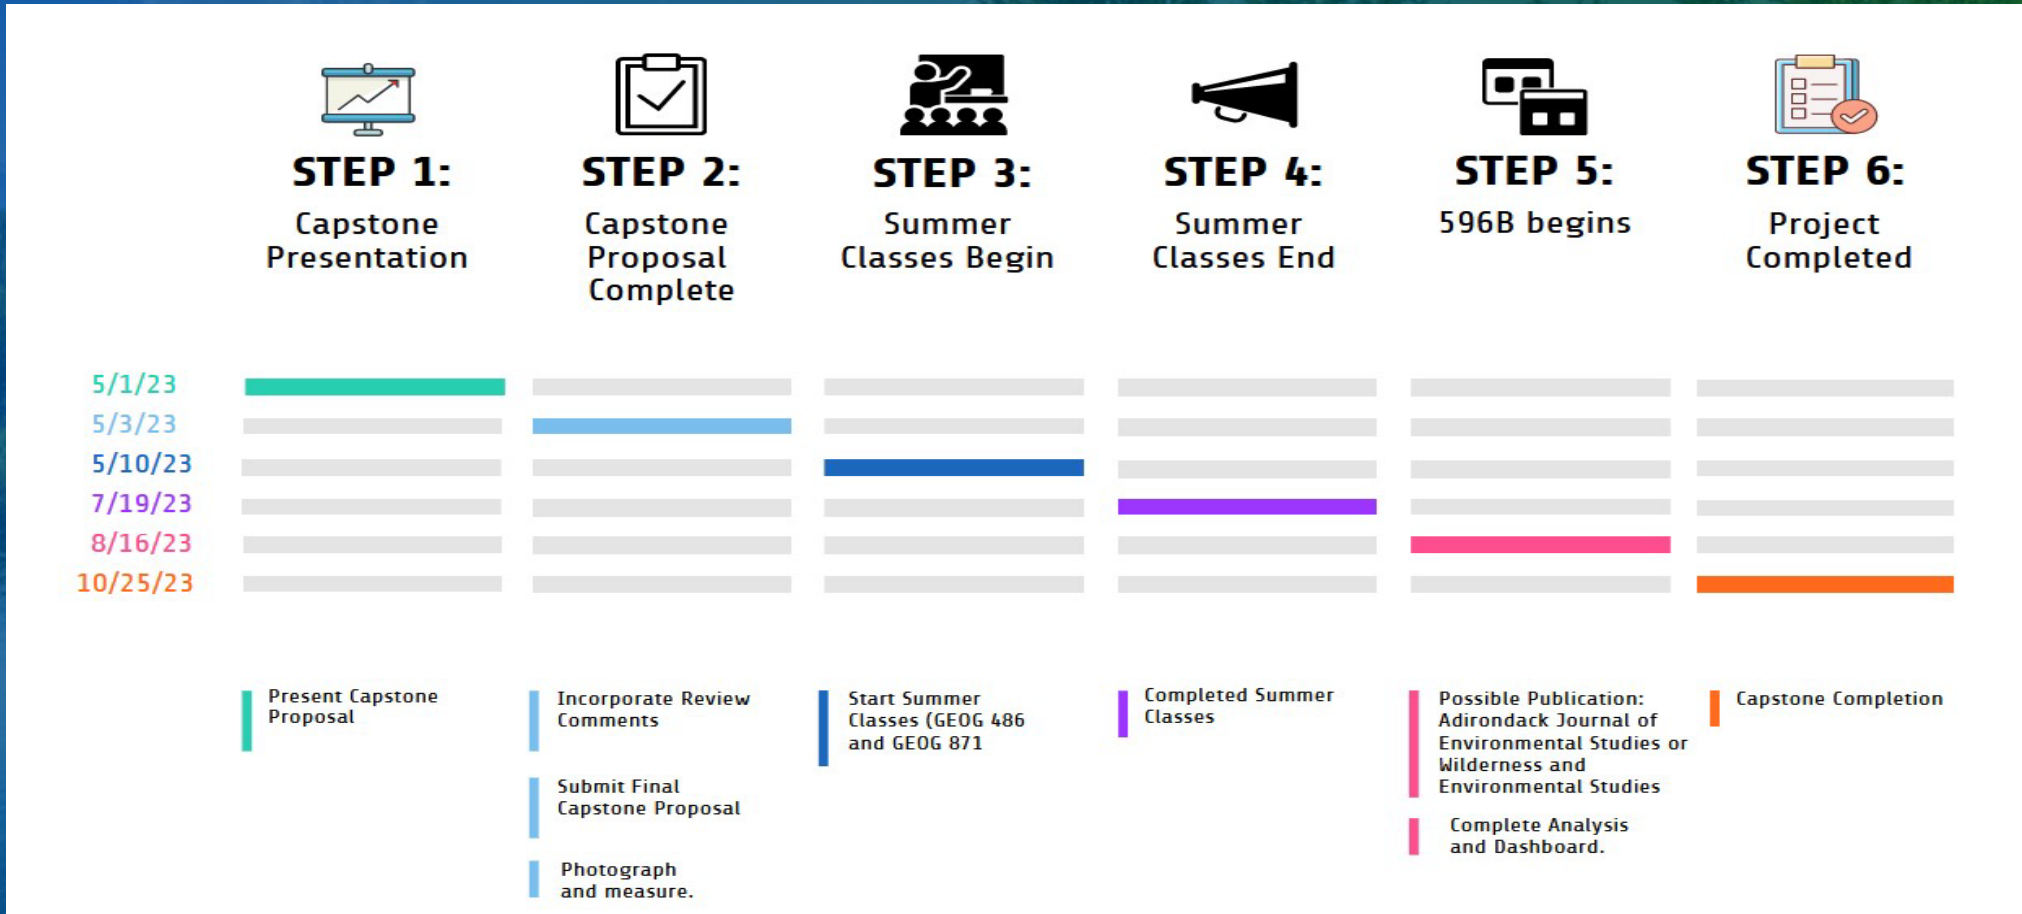 STEP 1:
Capstone
Presentation
STEP 2:
Capstone
Proposal
Complete
STEP 3:
Summer
Classes Begin
STEP 4:
Summer
Classes End
STEP 5:
596B begins
STEP 6:
Project
Completed
5/1/23
5/3/23
5/10/23
7/19/23
8/16/23
10/25/23
Present Capstone
Proposal
Incorporate Review
Comments
Submit Final
Capstone Proposal
Photograph
and measure.
Start Summer
Classes (GEOG 486
and GEOG 871
Completed Summer
Classes
Possible Publication:
Adirondack Journal of
Environmental Studies or
Wilderness and
Environmental Studies
Complete Analysis
and Dashboard.
Capstone Completion